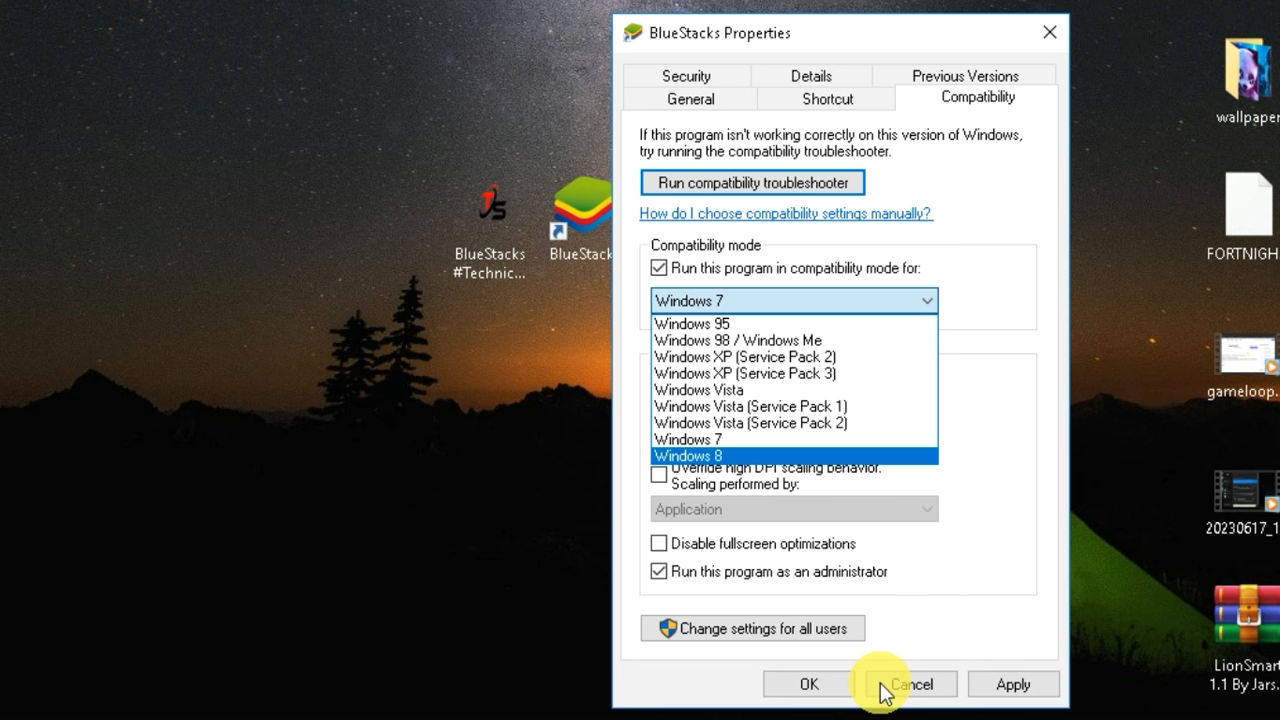 BlueStacks Properties
Security
Details
Previous Versions
General
Shortcut
Compatibility
If this program isn't working correctly on this version of Windows,
try running the compatibility troubleshooter.
Run compatibility troubleshooter
How do I choose compatibility settings manually?
Compatibility mode
Run this program in compatibility mode for:
Windows 7
Windows 95
Windows 98 / Windows Me
Windows XP (Service Pack 2)
Windows XP (Service Pack 3)
Windows Vista
Windows Vista (Service Pack 1)
Windows Vista (Service Pack 2)
Windows 7
Windows 8
Override high DPI scaling behavior.
Scaling performed by:
Application
Disable fullscreen optimizations
Run this program as an administrator
Change settings for all users
OK
Cancel
Apply
BlueStacks
#Technic...
BlueStack
wallpaper
FORTNIGH
gameloop.
20230617_1
LionSmart
1.1 By Jars.